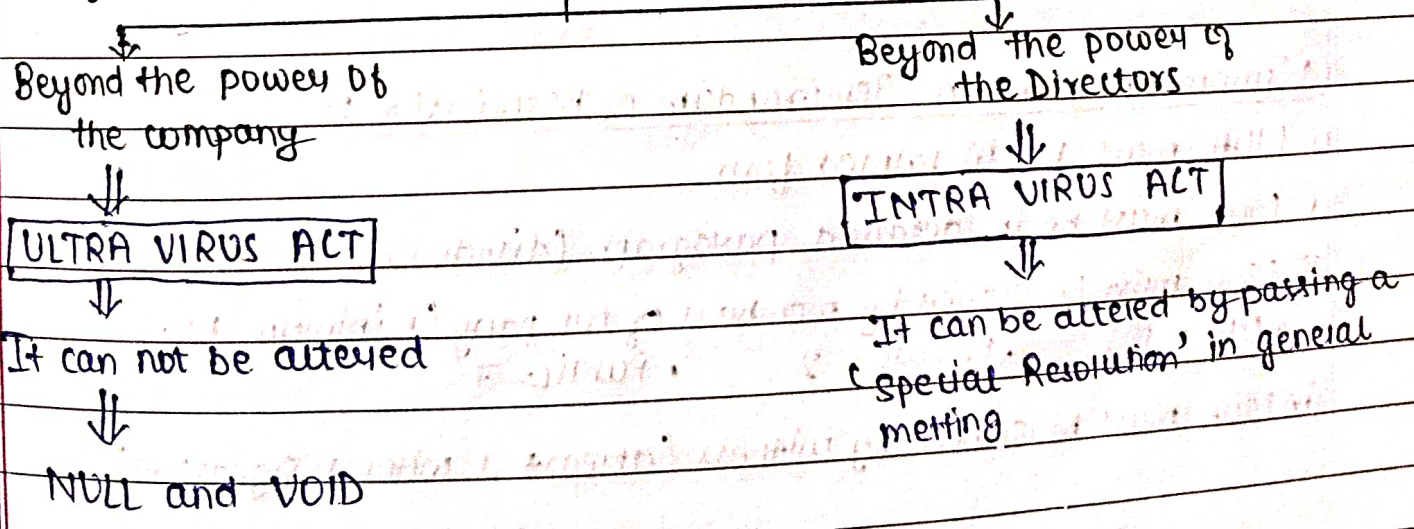 Beyond the power of
the company
ULTRA VIRUS ACT
It can not be altered
NULL and VOID
Beyond the power of
the Directors
INTRA VIRUS ACT
It can be altered by passing a
'special Resolution' in general
metting